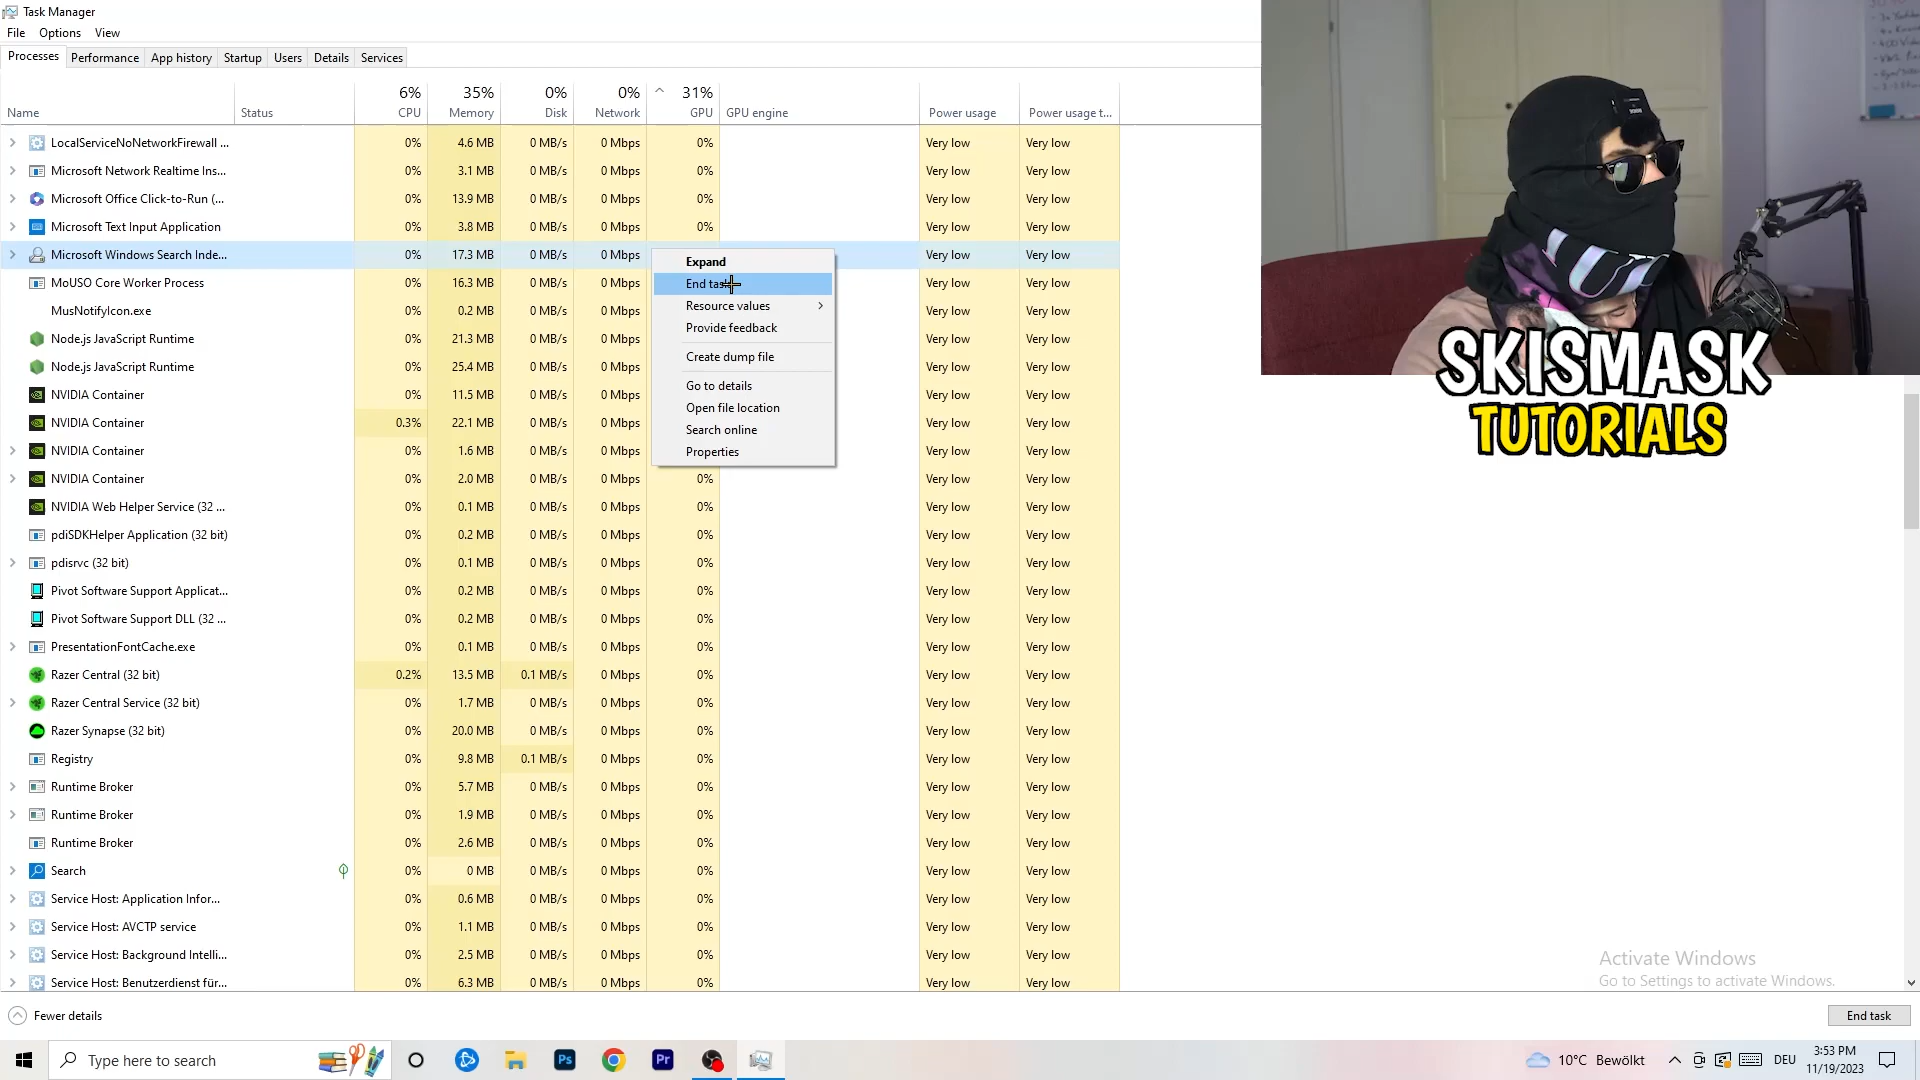 Task Manager
File Options View
Processes Performance App history Startup Users Details Services
6% 35% 0% 0% 31%
Name Status CPU Memory Disk Network GPU GPU engine Power usage Power usage t...
LocalServiceNoNetworkFirewall ... 0% 4.6 MB 0 MB/s 0 Mbps 0% Very low Very low
Microsoft Network Realtime Ins... 0% 3.1 MB 0 MB/s 0 Mbps 0% Very low Very low
Microsoft Office Click-to-Run (... 0% 13.9 MB 0 MB/s 0 Mbps 0% Very low Very low
Microsoft Text Input Application 0% 3.8 MB 0 MB/s 0 Mbps 0% Very low Very low
Microsoft Windows Search Inde... 0% 17.3 MB 0 MB/s 0 Mbps Very low Very low
MoUSO Core Worker Process 0% 16.3 MB 0 MB/s 0 Mbps Very low Very low
MusNotifyIcon.exe 0% 0.2 MB 0 MB/s 0 Mbps Very low Very low
Node.js JavaScript Runtime 0% 21.3 MB 0 MB/s 0 Mbps Very low Very low
Node.js JavaScript Runtime 0% 25.4 MB 0 MB/s 0 Mbps Very low Very low
NVIDIA Container 0% 11.5 MB 0 MB/s 0 Mbps Very low Very low
NVIDIA Container 0.3% 22.1 MB 0 MB/s 0 Mbps Very low Very low
NVIDIA Container 0% 1.6 MB 0 MB/s 0 Mbps Very low Very low
NVIDIA Container 0% 2.0 MB 0 MB/s 0 Mbps 0% Very low Very low
NVIDIA Web Helper Service (32 ... 0% 0.1 MB 0 MB/s 0 Mbps 0% Very low Very low
pdiSDKHelper Application (32 bit) 0% 0.2 MB 0 MB/s 0 Mbps 0% Very low Very low
pdisrvc (32 bit) 0% 0.1 MB 0 MB/s 0 Mbps 0% Very low Very low
Pivot Software Support Applicat... 0% 0.2 MB 0 MB/s 0 Mbps 0% Very low Very low
Pivot Software Support DLL (32 ... 0% 0.2 MB 0 MB/s 0 Mbps 0% Very low Very low
PresentationFontCache.exe 0% 0.1 MB 0 MB/s 0 Mbps 0% Very low Very low
Razer Central (32 bit) 0.2% 13.5 MB 0.1 MB/s 0 Mbps 0% Very low Very low
Razer Central Service (32 bit) 0% 1.7 MB 0 MB/s 0 Mbps 0% Very low Very low
Razer Synapse (32 bit) 0% 20.0 MB 0 MB/s 0 Mbps 0% Very low Very low
Registry 0% 9.8 MB 0.1 MB/s 0 Mbps 0% Very low Very low
Runtime Broker 0% 5.7 MB 0 MB/s 0 Mbps 0% Very low Very low
Runtime Broker 0% 1.9 MB 0 MB/s 0 Mbps 0% Very low Very low
Runtime Broker 0% 2.6 MB 0 MB/s 0 Mbps 0% Very low Very low
Search 0% 0 MB 0 MB/s 0 Mbps 0% Very low Very low
Service Host: Application Infor... 0% 0.6 MB 0 MB/s 0 Mbps 0% Very low Very low
Service Host: AVCTP service 0% 1.1 MB 0 MB/s 0 Mbps 0% Very low Very low
Service Host: Background Intelli... 0% 2.5 MB 0 MB/s 0 Mbps 0% Very low Very low
Service Host: Benutzerdienst für... 0% 6.3 MB 0 MB/s 0 Mbps 0% Very low Very low
Expand
End task
Resource values
Provide feedback
Create dump file
Go to details
Open file location
Search online
Properties
SKISMASK
TUTORIALS
Activate Windows
Go to Settings to activate Windows.
Fewer details End task
Type here to search Ps Pr 10°C Bewölkt DEU 3:53 PM
11/19/2023